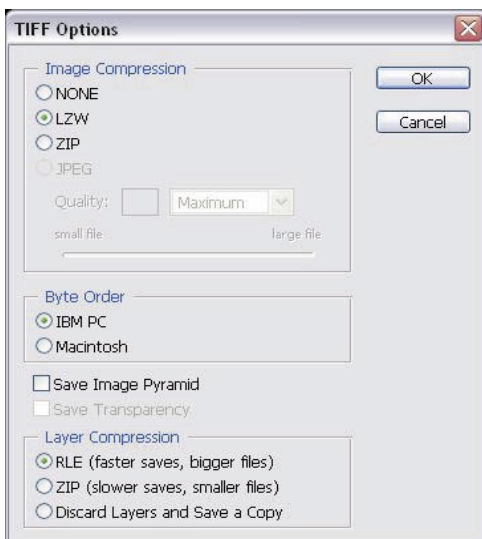 TIFF Options
Image Compression
NONE
LZW
ZIP
JPEG
Quality: Maximum
small file large file
OK
Cancel
Byte Order
IBM PC
Macintosh
Save Image Pyramid
Save Transparency
Layer Compression
RLE (faster saves, bigger files)
ZIP (slower saves, smaller files)
Discard Layers and Save a Copy